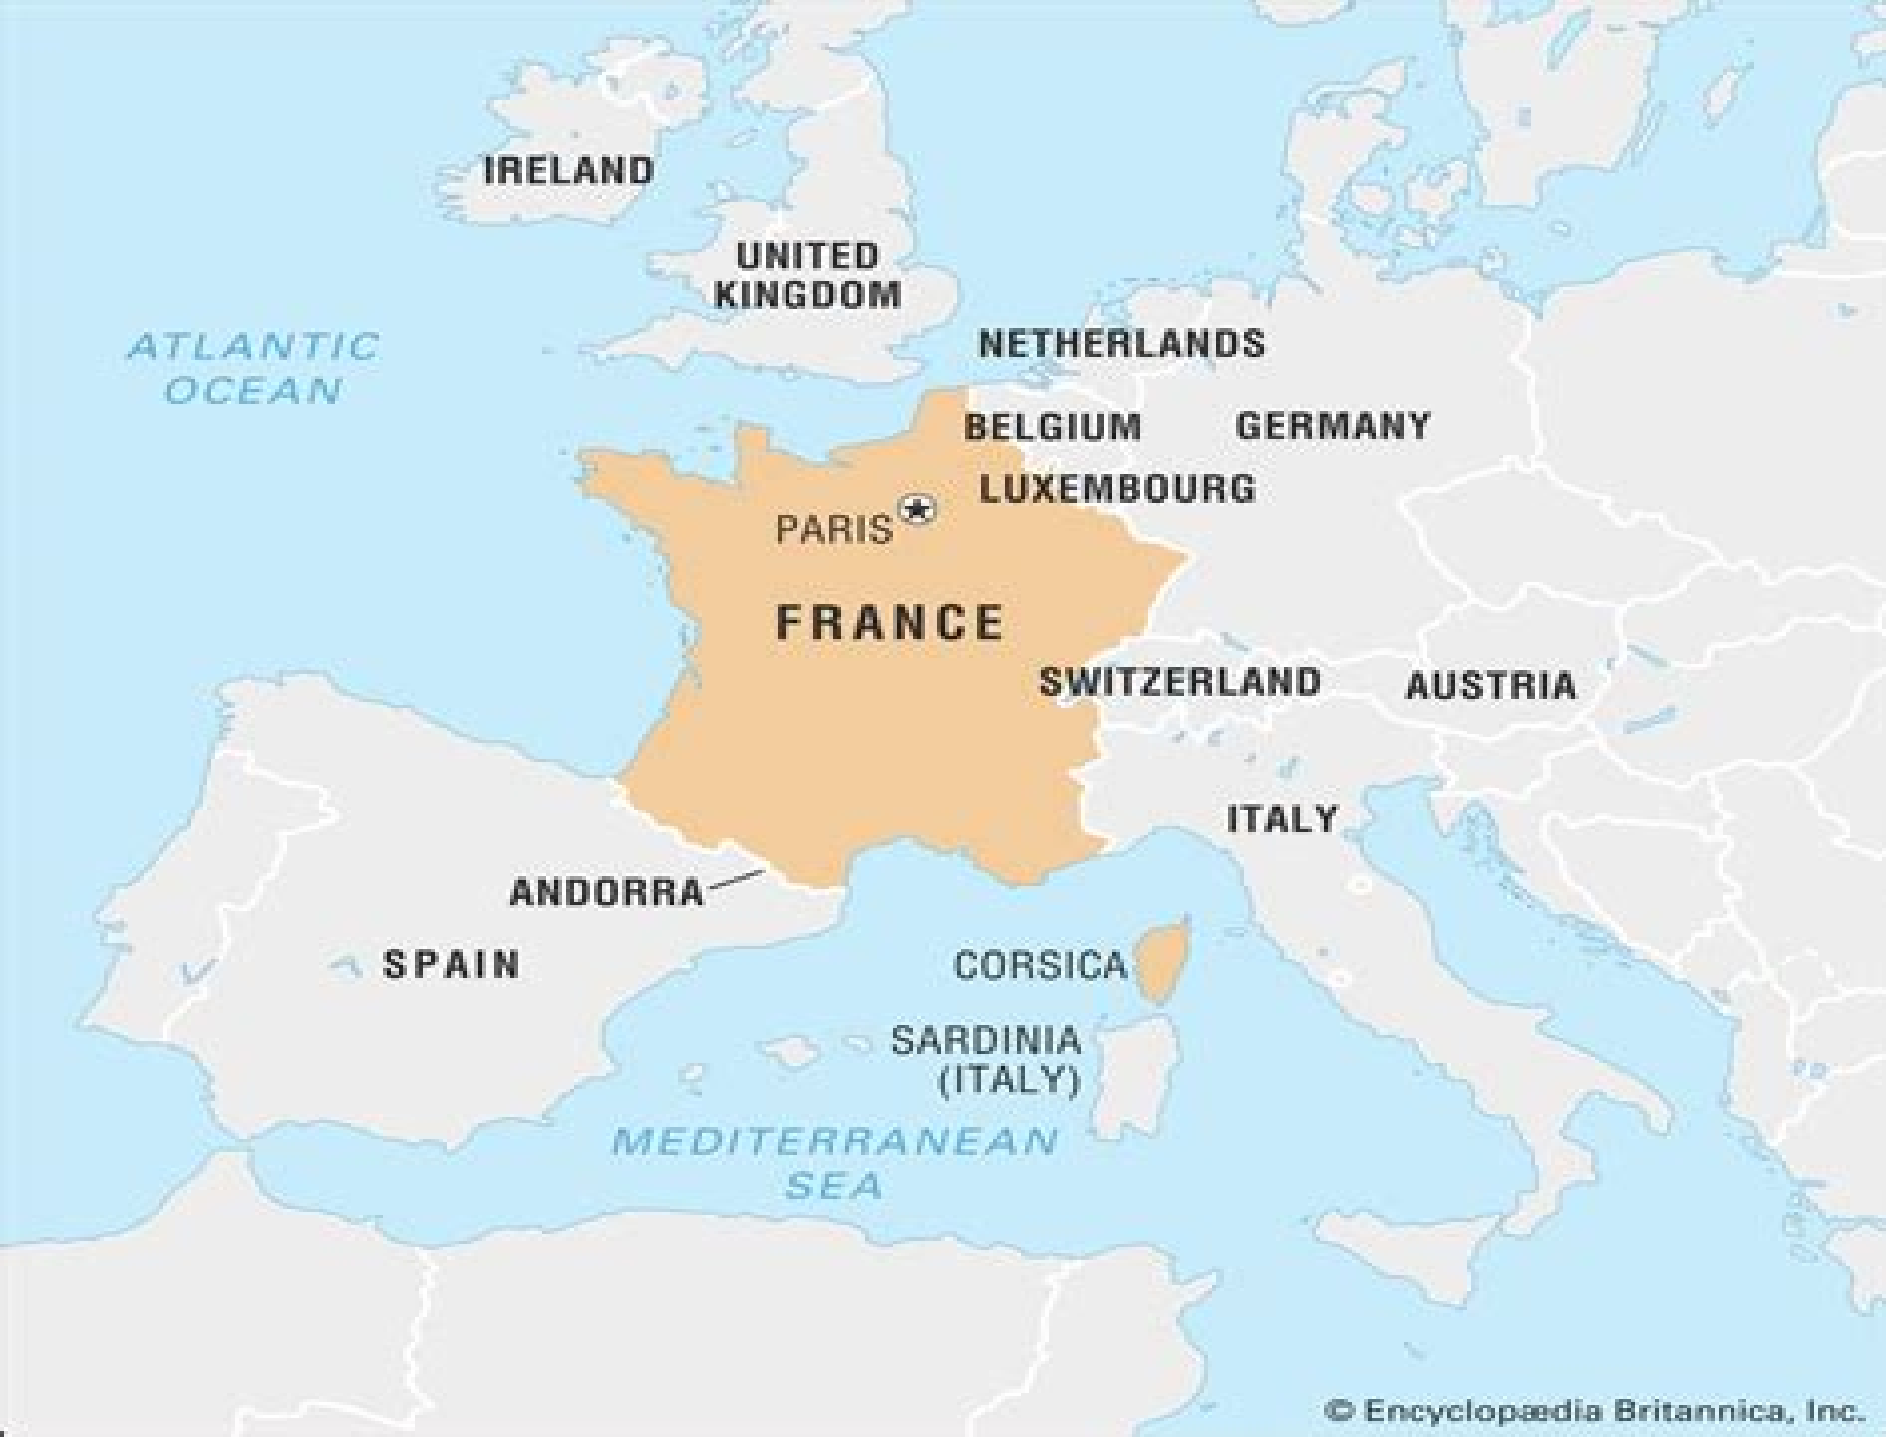 IRELAND
UNITED
KINGDOM
ATLANTIC
OCEAN
NETHERLANDS
BELGIUM
GERMANY
LUXEMBOURG
PARIS
FRANCE
SWITZERLAND
AUSTRIA
ITALY
ANDORRA
SPAIN
CORSICA
SARDINIA
(ITALY)
MEDITERRANEAN
SEA
© Encyclopædia Britannica, Inc.